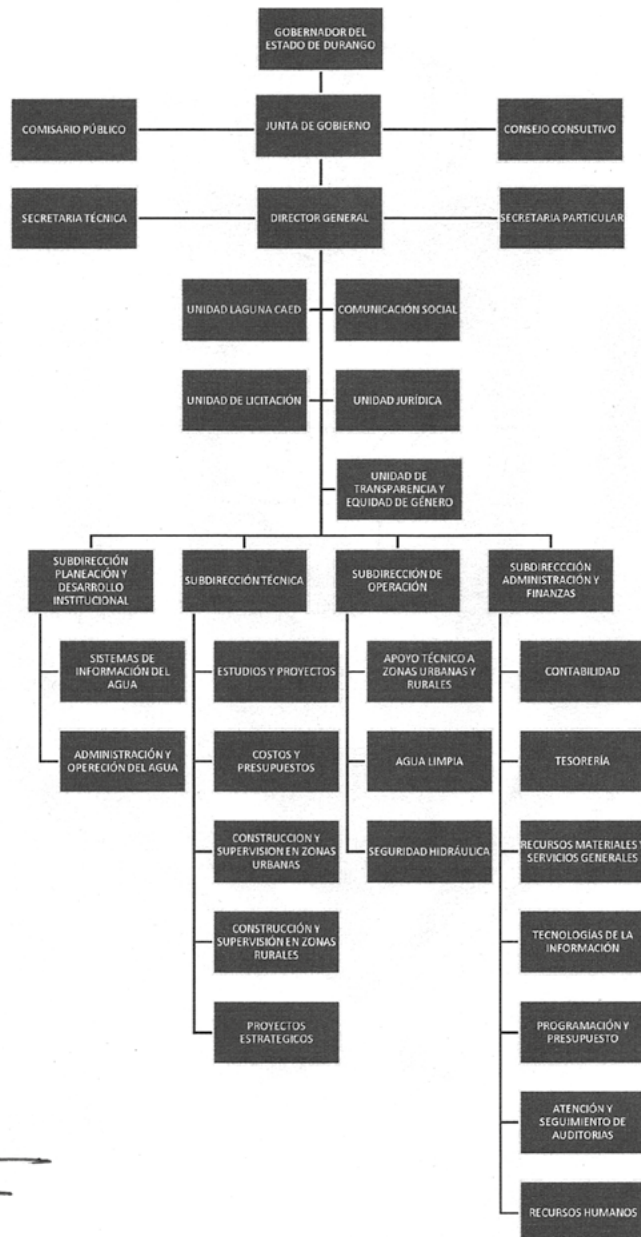 GOBERNADOR DEL
ESTADO DE DURANGO
COMISARIO PÚBLICO
JUNTA DE GOBIERNO
CONSEJO CONSULTIVO
SECRETARIA TÉCNICA
DIRECTOR GENERAL
SECRETARIA PARTICULAR
UNIDAD LAGUNA CAED
COMUNICACIÓN SOCIAL
UNIDAD DE LICITACIÓN
UNIDAD JURÍDICA
UNIDAD DE
TRANSPARENCIA Y
EQUIDAD DE GÉNERO
SUBDIRECCIÓN
PLANEACIÓN Y
DESARROLLO
INSTITUCIONAL
SISTEMAS DE
INFORMACIÓN DEL
AGUA
ADMINISTRACIÓN Y
OPERECIÓN DEL AGUA
SUBDIRECCIÓN TÉCNICA
ESTUDIOS Y PROYECTOS
COSTOS Y
PRESUPUESTOS
CONSTRUCCION Y
SUPERVISION EN ZONAS
URBANAS
CONSTRUCCIÓN Y
SUPERVISIÓN EN ZONAS
RURALES
PROYECTOS
ESTRATEGICOS
SUBDIRECCIÓN DE
OPERACIÓN
APOYO TÉCNICO A
ZONAS URBANAS Y
RURALES
AGUA LIMPIA
SEGURIDAD HIDRÁULICA
SUBDIRECCCIÓN
ADMINISTRACIÓN Y
FINANZAS
CONTABILIDAD
TESORERÍA
RECURSOS MATERIALES Y
SERVICIOS GENERALES
TECNOLOGÍAS DE LA
INFORMACIÓN
PROGRAMACIÓN Y
PRESUPUESTO
ATENCIÓN Y
SEGUIMIENTO DE
AUDITORIAS
RECURSOS HUMANOS